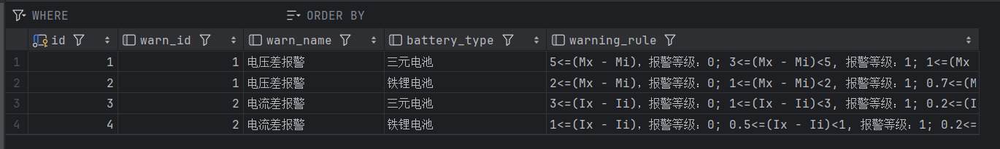 WHERE ORDER BY
id warn_id warn_name battery_type warning_rule
1 1 1 电压差报警 三元电池 5<=(Mx - Mi)，报警等级：0; 3<=(Mx - Mi)<5, 报警等级：1; 1<=(Mx
2 2 1 电压差报警 铁锂电池 2<=(Mx - Mi)，报警等级：0; 1<=(Mx - Mi)<2, 报警等级：1; 0.7<=(M
3 3 2 电流差报警 三元电池 3<=(Ix - Ii)，报警等级：0; 1<=(Ix - Ii)<3, 报警等级：1; 0.2<=(I
4 4 2 电流差报警 铁锂电池 1<=(Ix - Ii)，报警等级：0; 0.5<=(Ix - Ii)<1, 报警等级：1; 0.2<=